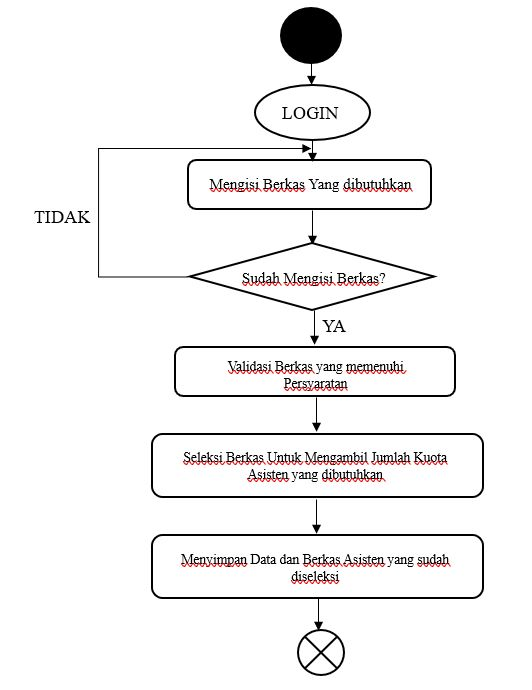 LOGIN
Mengisi Berkas Yang dibutuhkan
TIDAK
Sudah Mengisi Berkas?
YA
Validasi Berkas yang memenuhi
Persyaratan
Seleksi Berkas Untuk Mengambil Jumlah Kuota
Asisten yang dibutuhkan
Menyimpan Data dan Berkas Asisten yang sudah
diseleksi